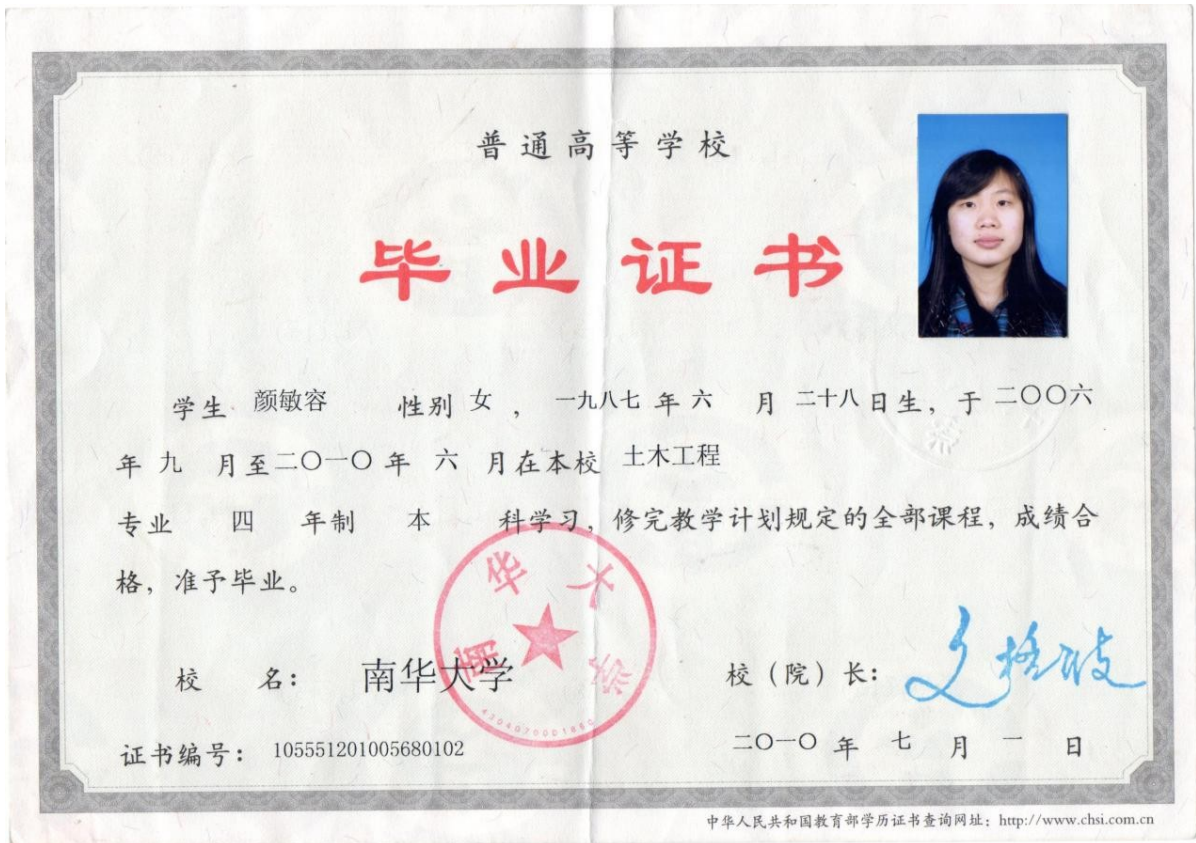 普通高等学校
毕业证书
学生 颜敏容 性别 女 ， 一九八七 年 六 月 二十八 日生，于 二〇〇六
年 九 月至 二〇一〇 年 六 月在本校 土木工程
专业 四 年制 本 科学习，修完教学计划规定的全部课程，成绩合
格，准予毕业。
南华大学
校 名： 南华大学 校（院）长：
证书编号： 105551201005680102 二〇一〇 年 七 月 一 日
中华人民共和国教育部学历证书查询网址：http://www.chsi.com.cn